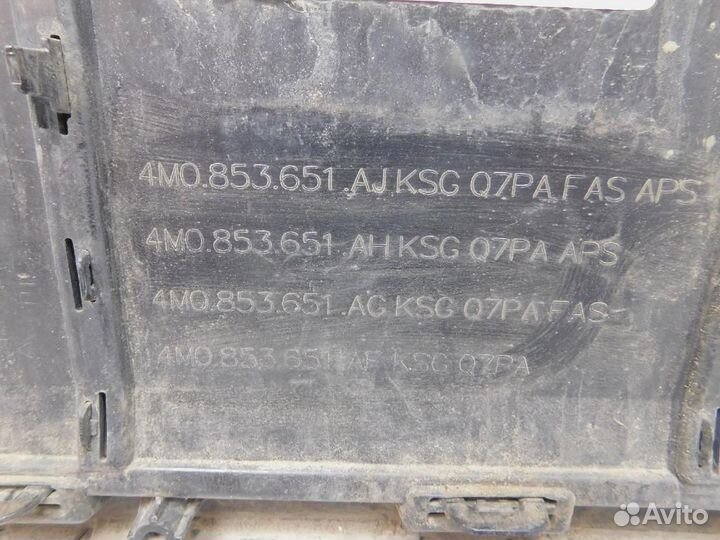 4M0.853.651.AJ KSG Q7PA FAS APS
4M0.853.651.AH KSG Q7PA APS
4M0.853.651.AG KSG Q7PA FAS
4M0.853.651.AF KSG Q7PA
Avito